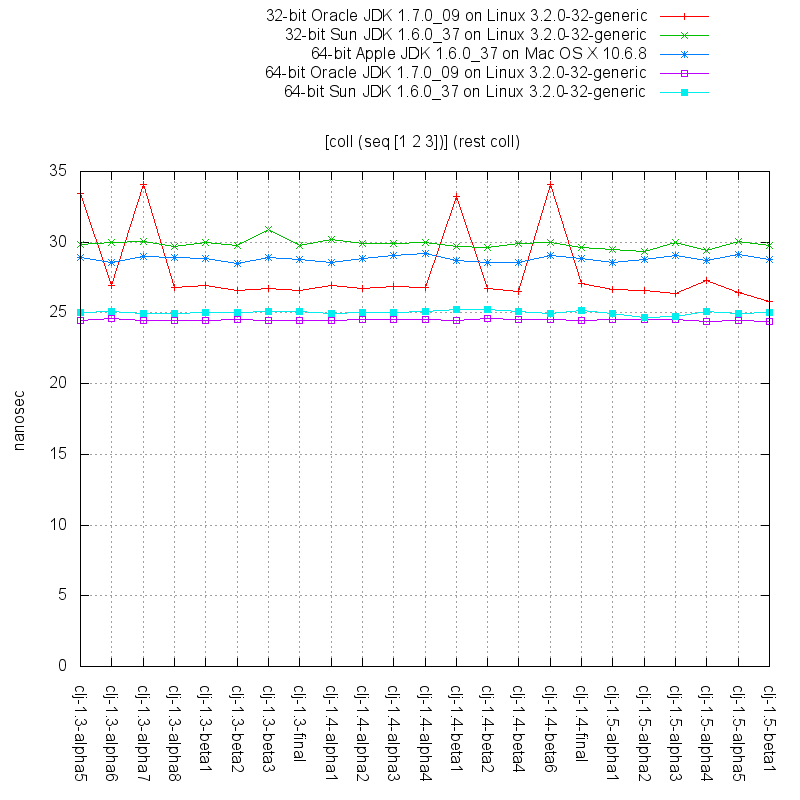 32-bit Oracle JDK 1.7.0_09 on Linux 3.2.0-32-generic
32-bit Sun JDK 1.6.0_37 on Linux 3.2.0-32-generic
64-bit Apple JDK 1.6.0_37 on Mac OS X 10.6.8
64-bit Oracle JDK 1.7.0_09 on Linux 3.2.0-32-generic
64-bit Sun JDK 1.6.0_37 on Linux 3.2.0-32-generic
[coll (seq [1 2 3])] (rest coll)
35
30
25
20
15
10
5
0
nanosec
clj-1.3-alpha5
clj-1.3-alpha6
clj-1.3-alpha7
clj-1.3-alpha8
clj-1.3-beta1
clj-1.3-beta2
clj-1.3-beta3
clj-1.3-final
clj-1.4-alpha1
clj-1.4-alpha2
clj-1.4-alpha3
clj-1.4-alpha4
clj-1.4-beta1
clj-1.4-beta2
clj-1.4-beta4
clj-1.4-beta6
clj-1.4-final
clj-1.5-alpha1
clj-1.5-alpha2
clj-1.5-alpha3
clj-1.5-alpha4
clj-1.5-alpha5
clj-1.5-beta1